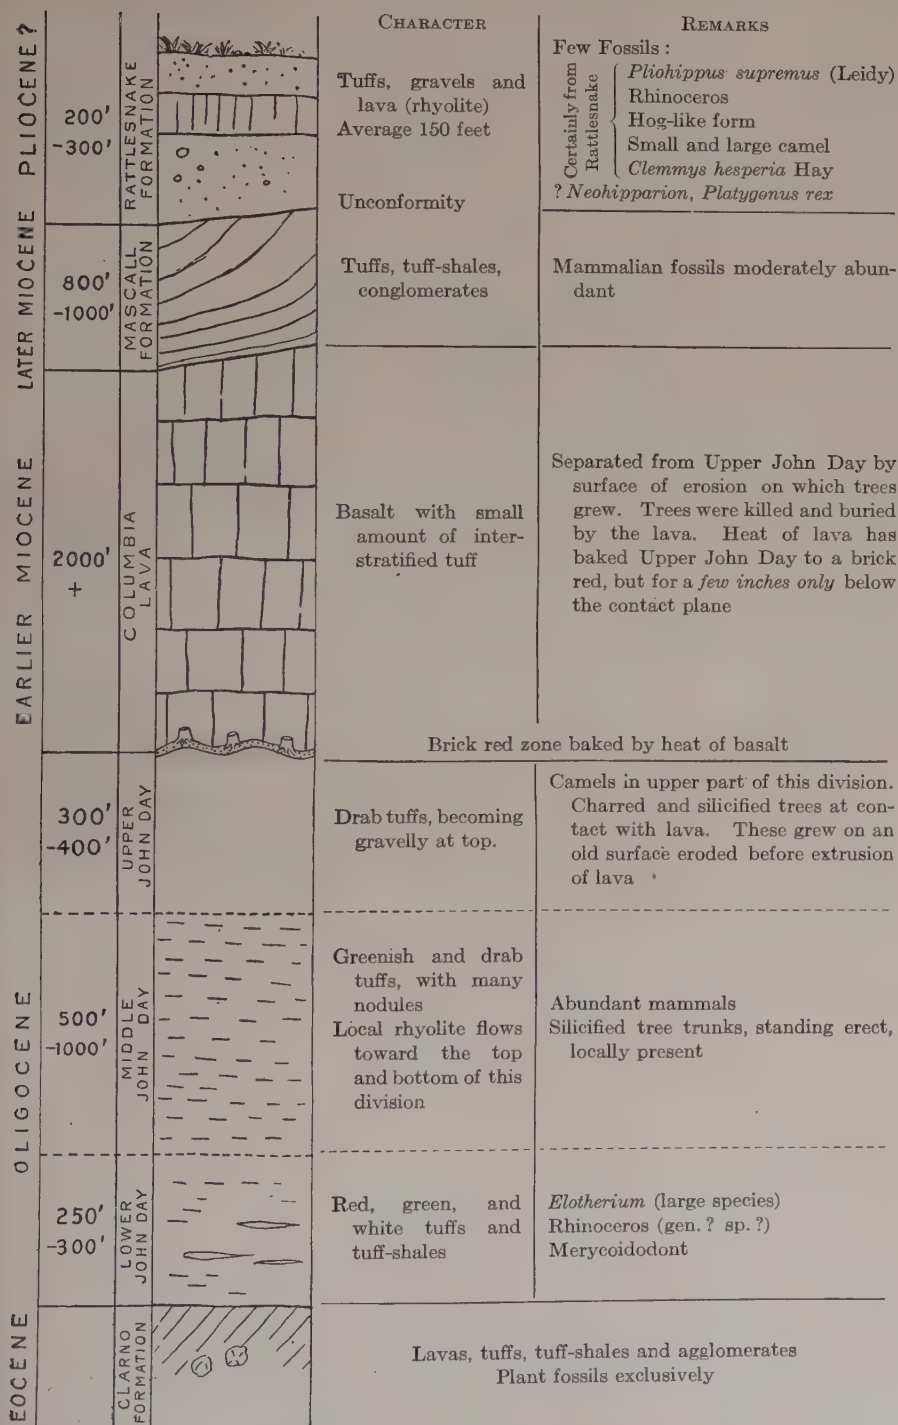 CHARACTER
REMARKS
PLIOCENE ?
200'
-300'
RATTLESNAKE
FORMATION
Tuffs, gravels and
lava (rhyolite)
Average 150 feet
Unconformity
Few Fossils :
Certainly from
Rattlesnake
Pliohippus supremus (Leidy)
Rhinoceros
Hog-like form
Small and large camel
Clemmys hesperia Hay
? Neohipparion, Platygonus rex
LATER MIOCENE
800'
-1000'
MASCALL
FORMATION
Tuffs, tuff-shales,
conglomerates
Mammalian fossils moderately abun-
dant
EARLIER MIOCENE
2000'
+
COLUMBIA
LAVA
Basalt with small
amount of inter-
stratified tuff
Separated from Upper John Day by
surface of erosion on which trees
grew. Trees were killed and buried
by the lava. Heat of lava has
baked Upper John Day to a brick
red, but for a few inches only below
the contact plane
Brick red zone baked by heat of basalt
OLIGOCENE
300'
-400'
UPPER
JOHN DAY
Drab tuffs, becoming
gravelly at top.
Camels in upper part of this division.
Charred and silicified trees at con-
tact with lava. These grew on an
old surface eroded before extrusion
of lava
500'
-1000'
MIDDLE
JOHN DAY
Greenish and drab
tuffs, with many
nodules
Local rhyolite flows
toward the top
and bottom of this
division
Abundant mammals
Silicified tree trunks, standing erect,
locally present
250'
-300'
LOWER
JOHN DAY
Red, green, and
white tuffs and
tuff-shales
Elotherium (large species)
Rhinoceros (gen. ? sp. ?)
Merycoidodont
EOCENE
CLARNO
FORMATION
Lavas, tuffs, tuff-shales and agglomerates
Plant fossils exclusively